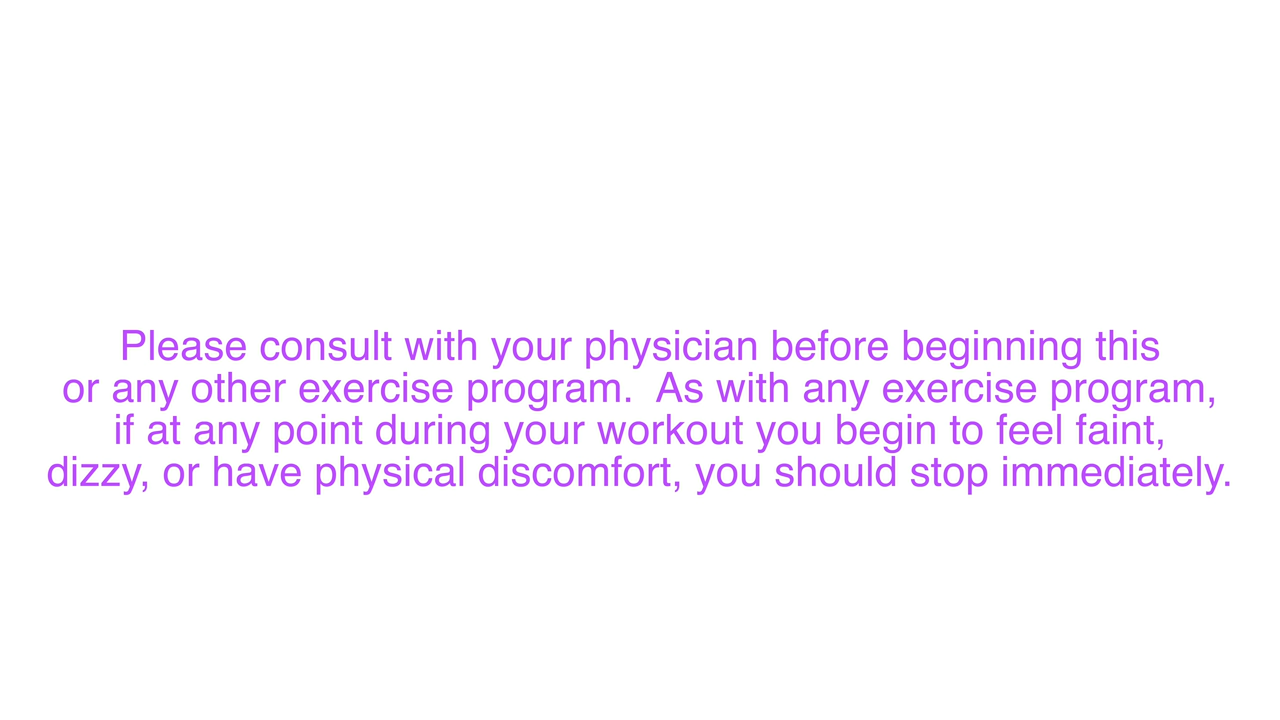 Please consult with your physician before beginning this
or any other exercise program.  As with any exercise program,
if at any point during your workout you begin to feel faint,
dizzy, or have physical discomfort, you should stop immediately.